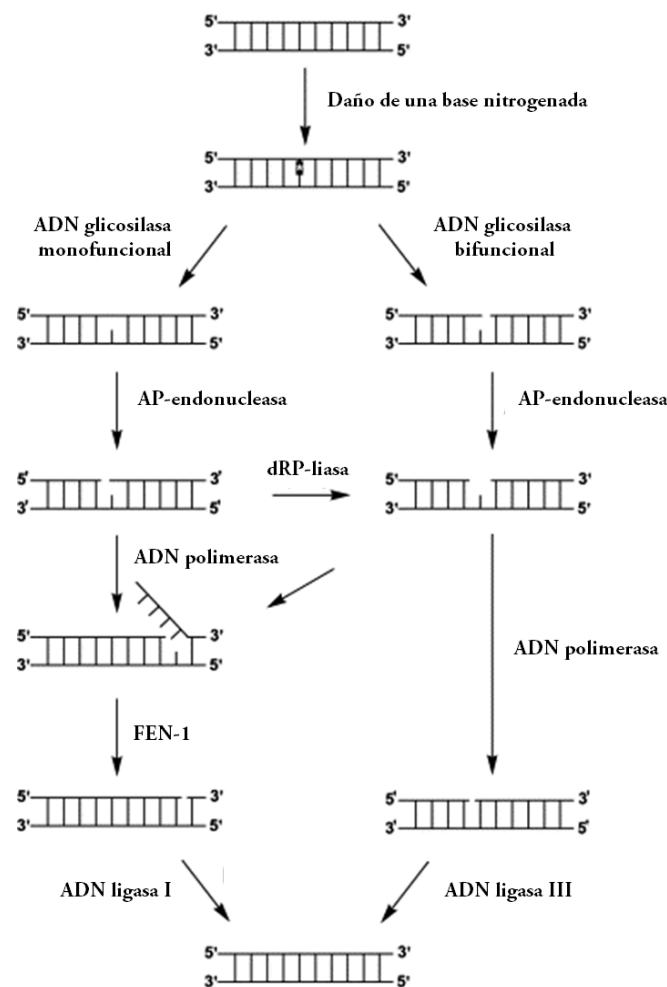 5' 3'
3' 5'
Daño de una base nitrogenada
5' 3'
3' 5'
ADN glicosilasa
monofuncional
ADN glicosilasa
bifuncional
5' 3'
3' 5'
5' 3'
3' 5'
AP-endonucleasa
AP-endonucleasa
5' 3'
3' 5'
dRP-liasa
5' 3'
3' 5'
ADN polimerasa
5' 3'
3' 5'
ADN polimerasa
FEN-1
5' 3'
3' 5'
5' 3'
3' 5'
ADN ligasa I
ADN ligasa III
5' 3'
3' 5'